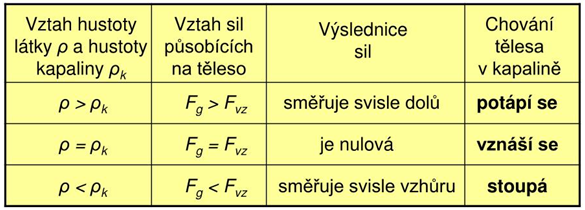 Vztah hustoty
látky ρ a hustoty
kapaliny ρk
Vztah sil
působících
na těleso
Výslednice
sil
Chování
tělesa
v kapalině
ρ > ρk
Fg > Fvz
směřuje svisle dolů
potápí se
ρ = ρk
Fg = Fvz
je nulová
vznáší se
ρ < ρk
Fg < Fvz
směřuje svisle vzhůru
stoupá